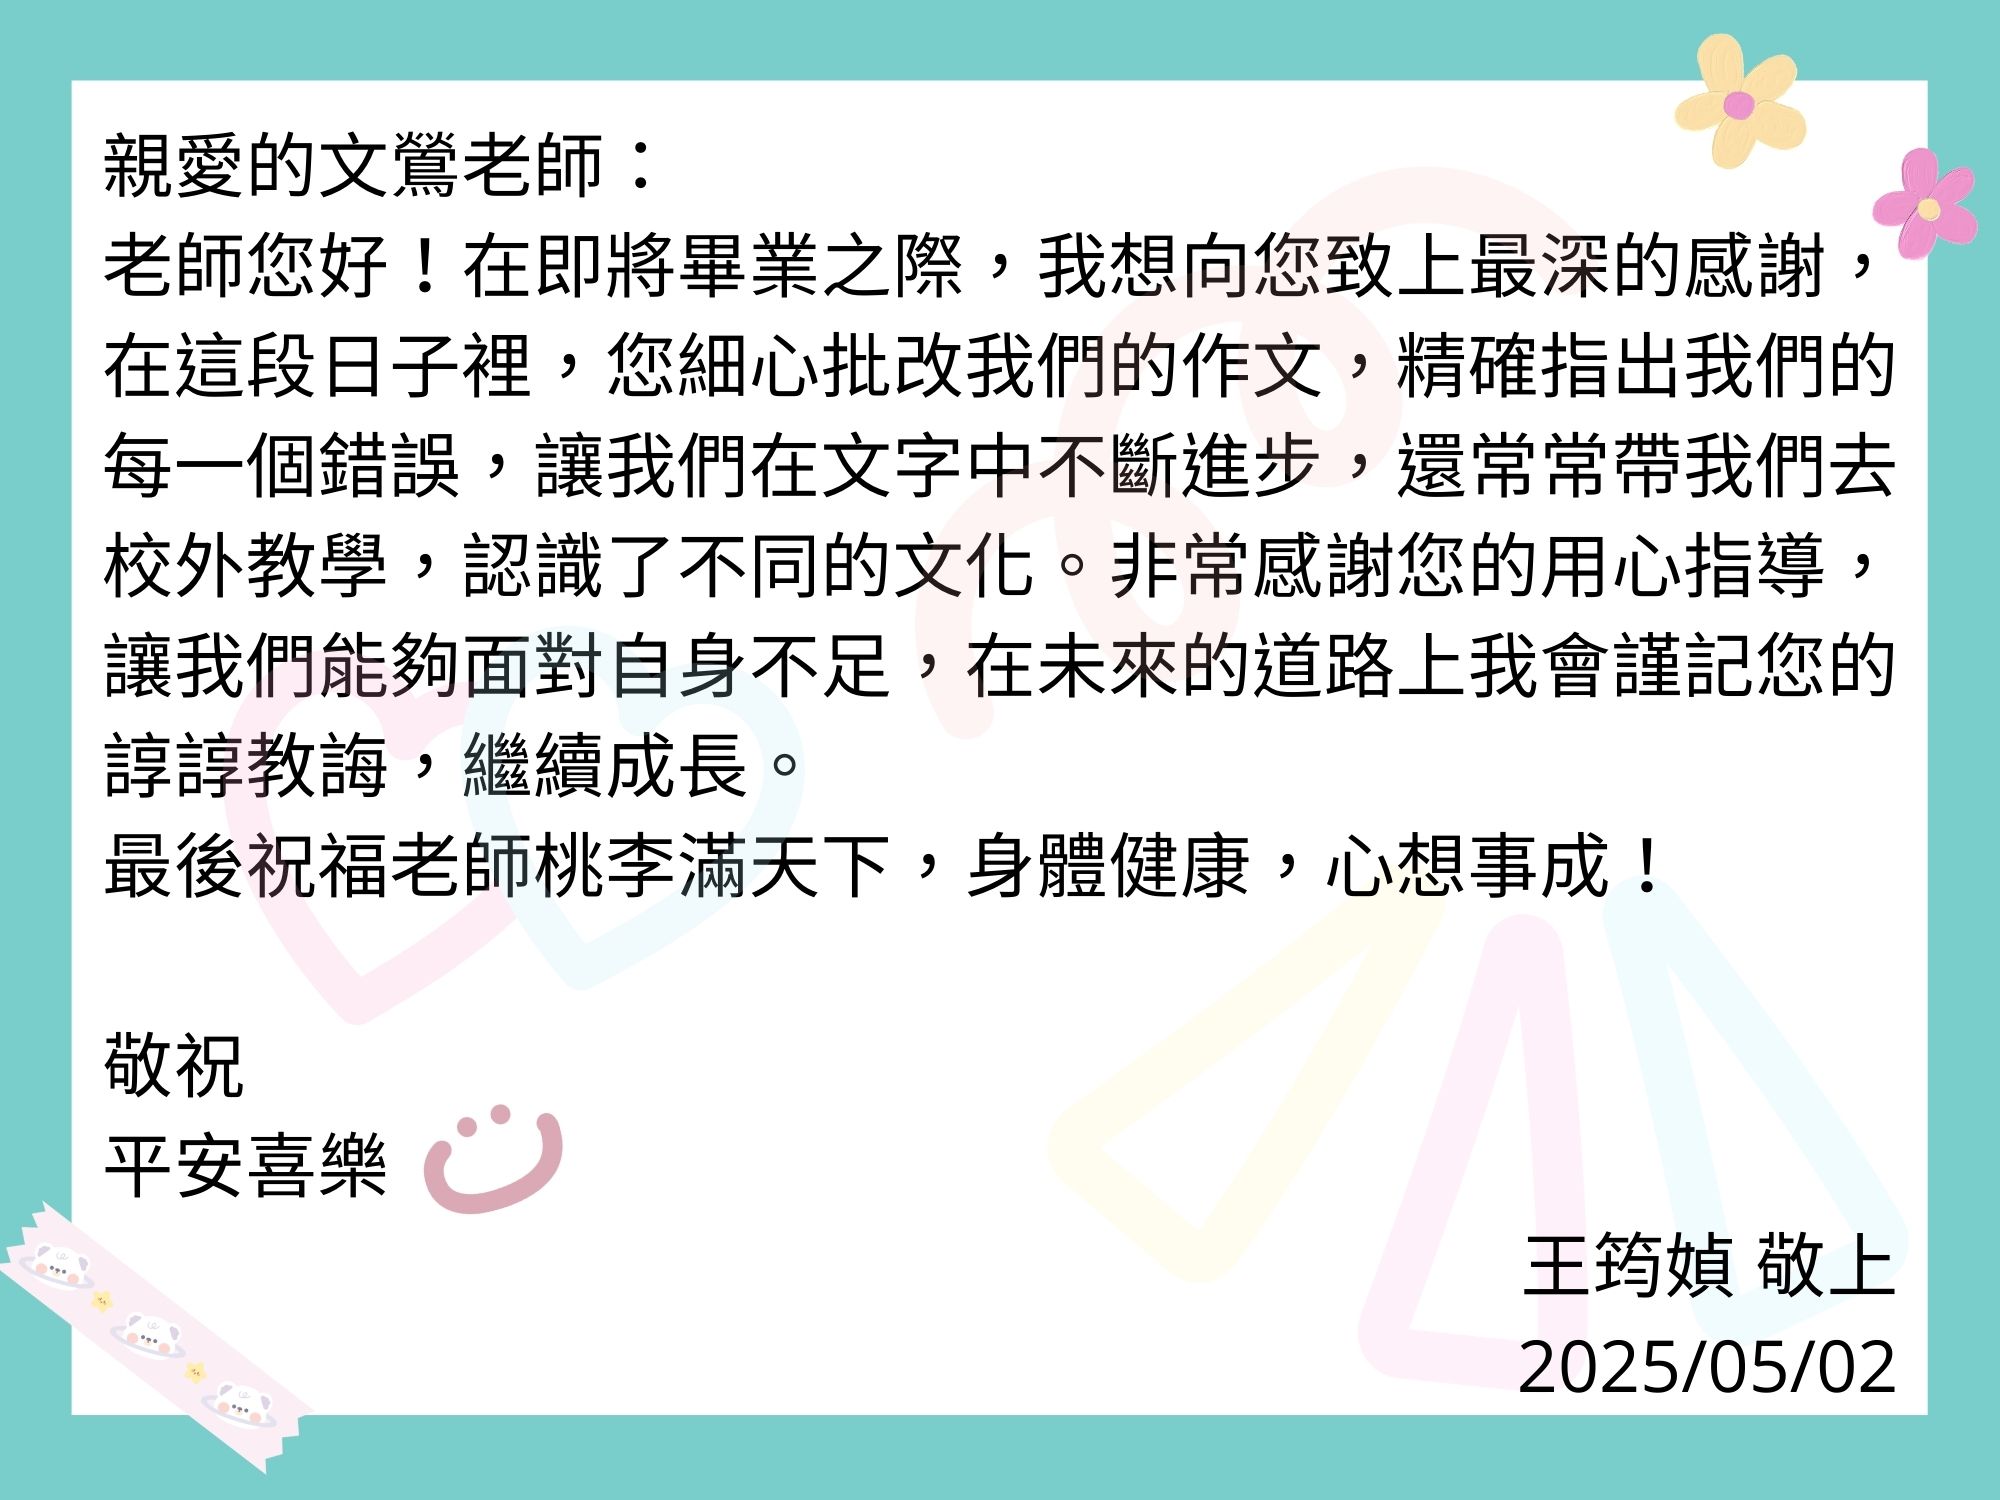 親愛的文鶯老師：
老師您好！在即將畢業之際，我想向您致上最深的感謝，
在這段日子裡，您細心批改我們的作文，精確指出我們的
每一個錯誤，讓我們在文字中不斷進步，還常常帶我們去
校外教學，認識了不同的文化。非常感謝您的用心指導，
讓我們能夠面對自身不足，在未來的道路上我會謹記您的
諄諄教誨，繼續成長。
最後祝福老師桃李滿天下，身體健康，心想事成！
敬祝
平安喜樂
王筠媜 敬上
2025/05/02